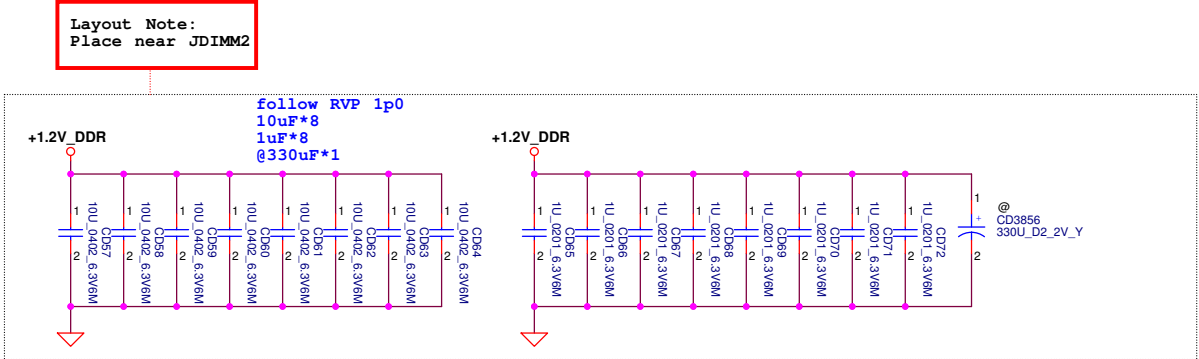 Layout Note:
Place near JDIMM2
follow RVP 1p0
10uF*8
1uF*8
@330uF*1
+1.2V_DDR
1
2
10U_0402_6.3V6M
CD57
1
2
10U_0402_6.3V6M
CD58
1
2
10U_0402_6.3V6M
CD59
1
2
10U_0402_6.3V6M
CD60
1
2
10U_0402_6.3V6M
CD61
1
2
10U_0402_6.3V6M
CD62
1
2
10U_0402_6.3V6M
CD63
1
2
10U_0402_6.3V6M
CD64
+1.2V_DDR
1
2
1U_0201_6.3V6M
CD65
1
2
1U_0201_6.3V6M
CD66
1
2
1U_0201_6.3V6M
CD67
1
2
1U_0201_6.3V6M
CD68
1
2
1U_0201_6.3V6M
CD69
1
2
1U_0201_6.3V6M
CD70
1
2
1U_0201_6.3V6M
CD71
1
2
1U_0201_6.3V6M
CD72
1
+
2
@
CD3856
330U_D2_2V_Y